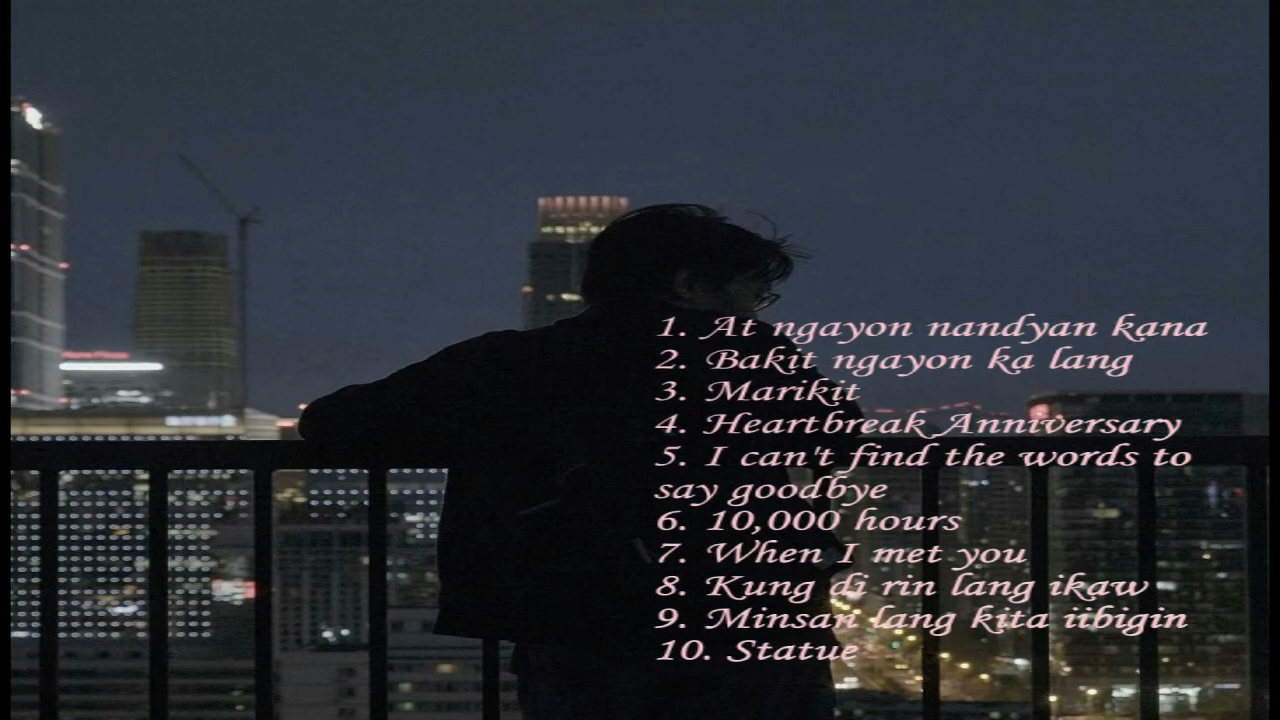 1. At ngayon nandyan kana
2. Bakit ngayon ka lang
3. Marikit
4. Heartbreak Anniversary
5. I can't find the words to
say goodbye
6. 10,000 hours
7. When I met you
8. Kung di rin lang ikaw
9. Minsan lang kita iibigin
10. Statue